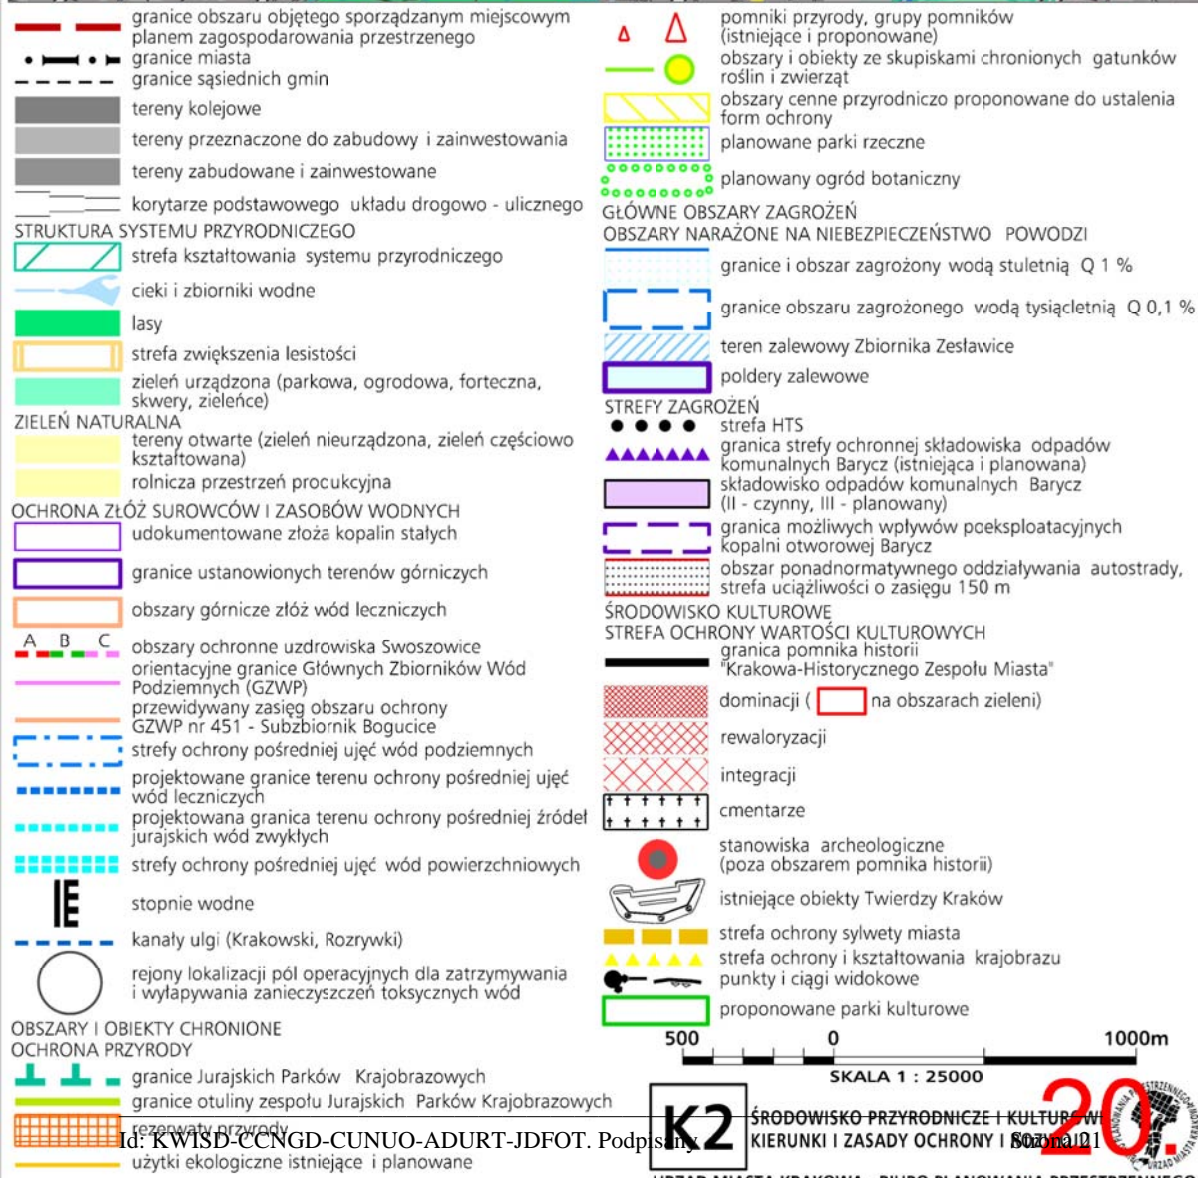 granice obszaru objętego sporządzanym miejscowym
planem zagospodarowania przestrzenego
granice miasta
granice sąsiednich gmin
tereny kolejowe
tereny przeznaczone do zabudowy i zainwestowania
tereny zabudowane i zainwestowane
korytarze podstawowego układu drogowo - ulicznego
STRUKTURA SYSTEMU PRZYRODNICZEGO
strefa kształtowania systemu przyrodniczego
cieki i zbiorniki wodne
lasy
strefa zwiększenia lesistości
zieleń urządzona (parkowa, ogrodowa, forteczna,
skwery, zieleńce)
ZIELEŃ NATURALNA
tereny otwarte (zieleń nieurządzona, zieleń częściowo
kształtowana)
rolnicza przestrzeń produkcyjna
OCHRONA ZŁÓŻ SUROWCÓW I ZASOBÓW WODNYCH
udokumentowane złoża kopalin stałych
granice ustanowionych terenów górniczych
obszary górnicze złóż wód leczniczych
A B C
obszary ochronne uzdrowiska Swoszowice
orientacyjne granice Głównych Zbiorników Wód
Podziemnych (GZWP)
przewidywany zasięg obszaru ochrony
GZWP nr 451 - Subzbiornik Bogucice
strefy ochrony pośredniej ujęć wód podziemnych
projektowane granice terenu ochrony pośredniej ujęć
wód leczniczych
projektowana granica terenu ochrony pośredniej źródeł
jurajskich wód zwykłych
strefy ochrony pośredniej ujęć wód powierzchniowych
stopnie wodne
kanały ulgi (Krakowski, Rozrywki)
rejony lokalizacji pól operacyjnych dla zatrzymywania
i wyłapywania zanieczyszczeń toksycznych wód
OBSZARY I OBIEKTY CHRONIONE
OCHRONA PRZYRODY
granice Jurajskich Parków Krajobrazowych
granice otuliny zespołu Jurajskich Parków Krajobrazowych
rezerwaty przyrody
użytki ekologiczne istniejące i planowane
pomniki przyrody, grupy pomników
(istniejące i proponowane)
obszary i obiekty ze skupiskami chronionych gatunków
roślin i zwierząt
obszary cenne przyrodniczo proponowane do ustalenia
form ochrony
planowane parki rzeczne
planowany ogród botaniczny
GŁÓWNE OBSZARY ZAGROŻEŃ
OBSZARY NARAŻONE NA NIEBEZPIECZEŃSTWO POWODZI
granice i obszar zagrożony wodą stuletnią Q 1 %
granice obszaru zagrożonego wodą tysiącletnią Q 0,1 %
teren zalewowy Zbiornika Zesławice
poldery zalewowe
STREFY ZAGROŻEŃ
strefa HTS
granica strefy ochronnej składowiska odpadów
komunalnych Barycz (istniejąca i planowana)
składowisko odpadów komunalnych Barycz
(II - czynny, III - planowany)
granica możliwych wpływów poeksploatacyjnych
kopalni otworowej Barycz
obszar ponadnormatywnego oddziaływania autostrady,
strefa uciążliwości o zasięgu 150 m
ŚRODOWISKO KULTUROWE
STREFA OCHRONY WARTOŚCI KULTUROWYCH
granica pomnika historii
"Krakowa-Historycznego Zespołu Miasta"
dominacji ( na obszarach zieleni)
rewaloryzacji
integracji
cmentarze
stanowiska archeologiczne
(poza obszarem pomnika historii)
istniejące obiekty Twierdzy Kraków
strefa ochrony sylwety miasta
strefa ochrony i kształtowania krajobrazu
punkty i ciągi widokowe
proponowane parki kulturowe
500 0 1000m
SKALA 1 : 25000
K2
ŚRODOWISKO PRZYRODNICZE I KULTUROWE
KIERUNKI I ZASADY OCHRONY I ROZWOJU
20.
Id: KWISD-CCNGD-CUNUO-ADURT-JDFOT. Podpisany Strona 21
URZĄD MIASTA KRAKOWA - BIURO PLANOWANIA PRZESTRZENNEGO